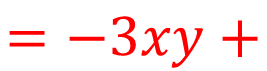 = −3xy +